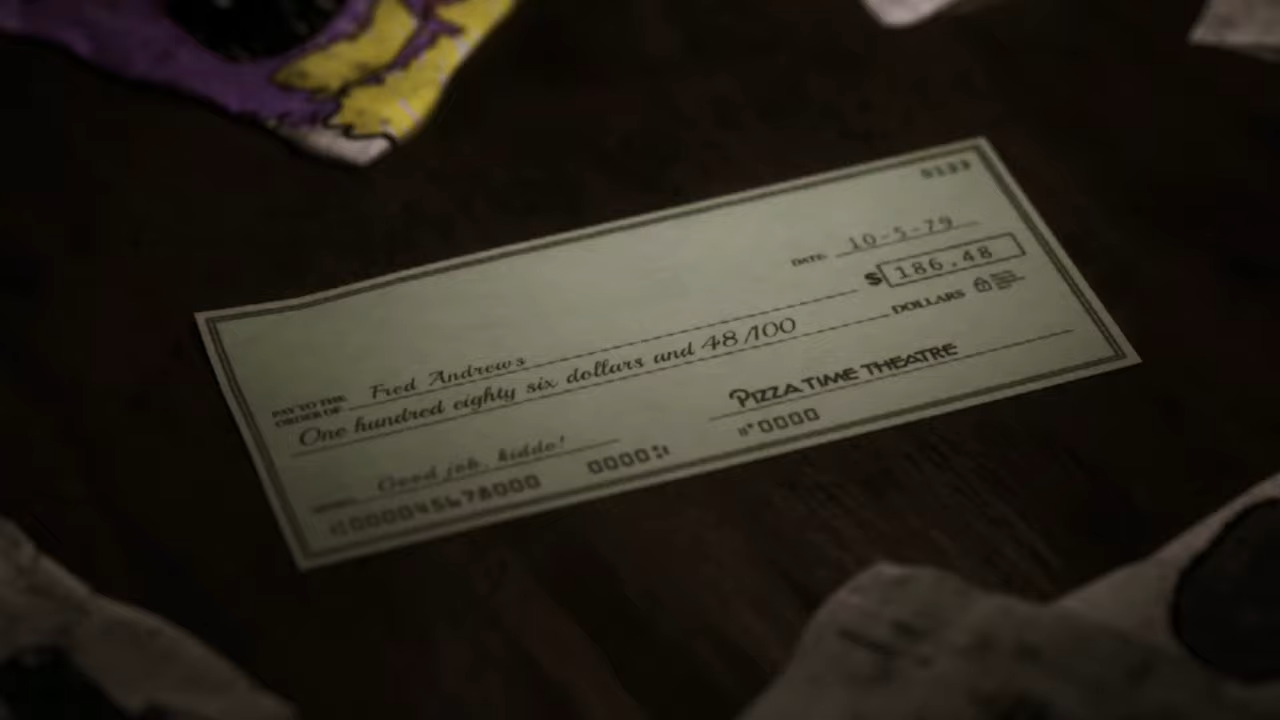 DATE 10-5-79
$ 186.48
PAY TO THE ORDER OF Fred Andrews
One hundred eighty six dollars and 48/100 DOLLARS
PIZZA TIME THEATRE
Good job, kiddo!
0000 "•0000